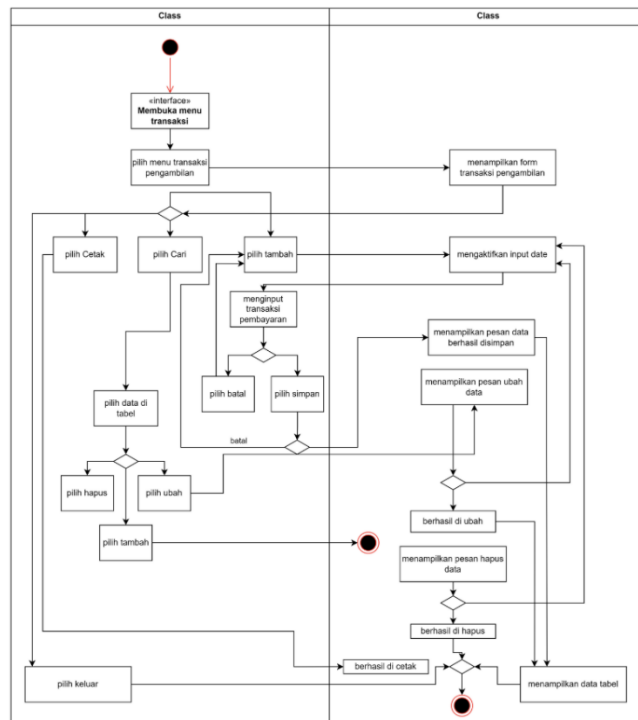 Class
Class
«interface»
Membuka menu
transaksi
pilih menu transaksi
pengambilan
menampilkan form
transaksi pengambilan
pilih Cetak
pilih Cari
pilih tambah
mengaktifkan input date
menginput
transaksi
pembayaran
menampilkan pesan data
berhasil disimpan
pilih batal
pilih simpan
menampilkan pesan ubah
data
pilih data di
tabel
batal
pilih hapus
pilih ubah
berhasil di ubah
pilih tambah
menampilkan pesan hapus
data
berhasil di hapus
berhasil di cetak
pilih keluar
menampilkan data tabel